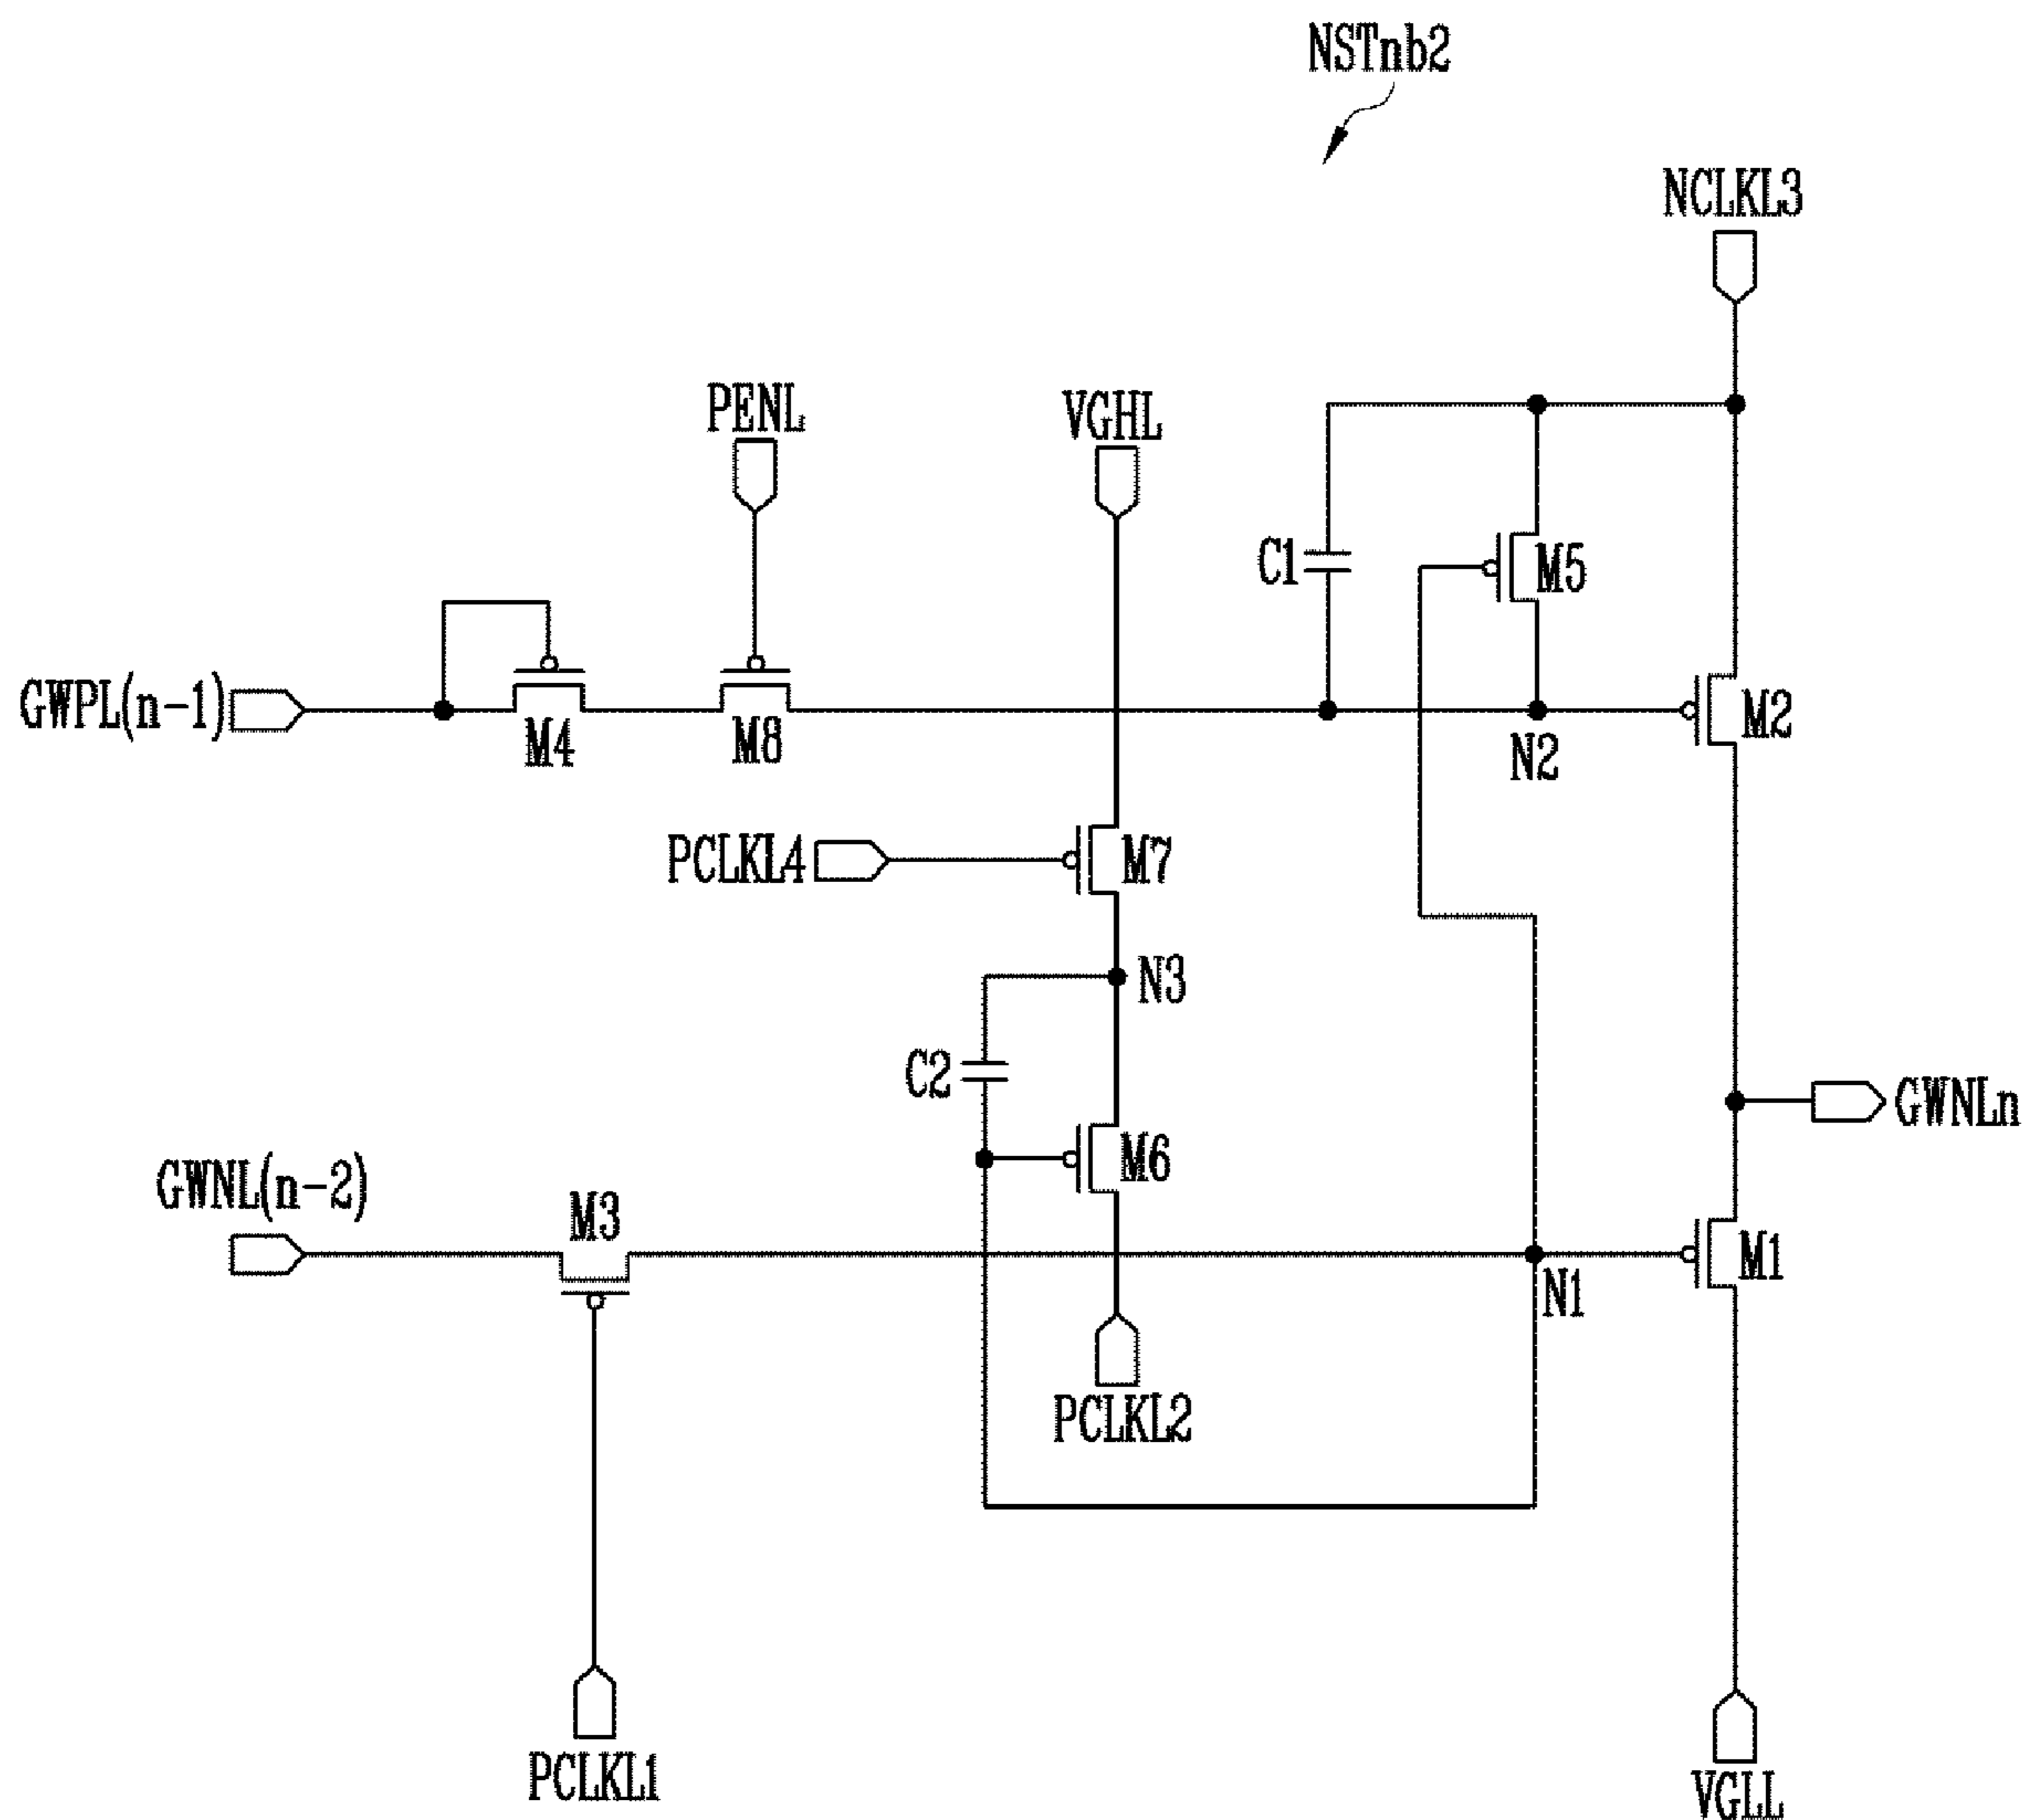 NSTnb2
NCLKL3
PENL
VGHL
C1
M5
GWPL(n-1)
M4
M8
M2
N2
PCLKL4
M7
N3
C2
M6
GWNLn
GWNL(n-2)
M3
M1
N1
PCLKL2
PCLKL1
VGLL